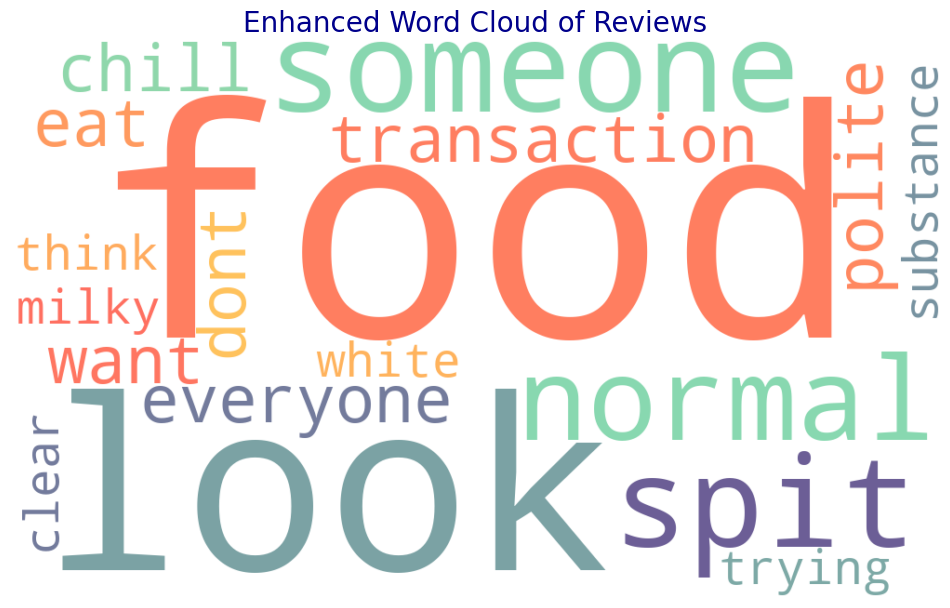 Enhanced Word Cloud of Reviews
chill
someone
polite
substance
eat
transaction
food
dont
think
milky
want
white
everyone
normal
look
clear
spit
trying